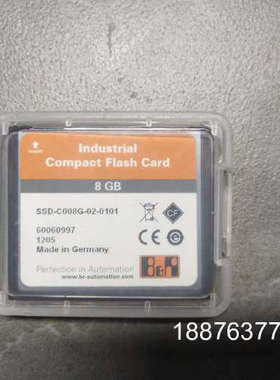 Industrial
Compact Flash Card
8 GB
SSD-C008G-02-0101
CF
60060997
1205
Made in Germany
B&R
Perfection in Automation
www.br-automation.com
18876377